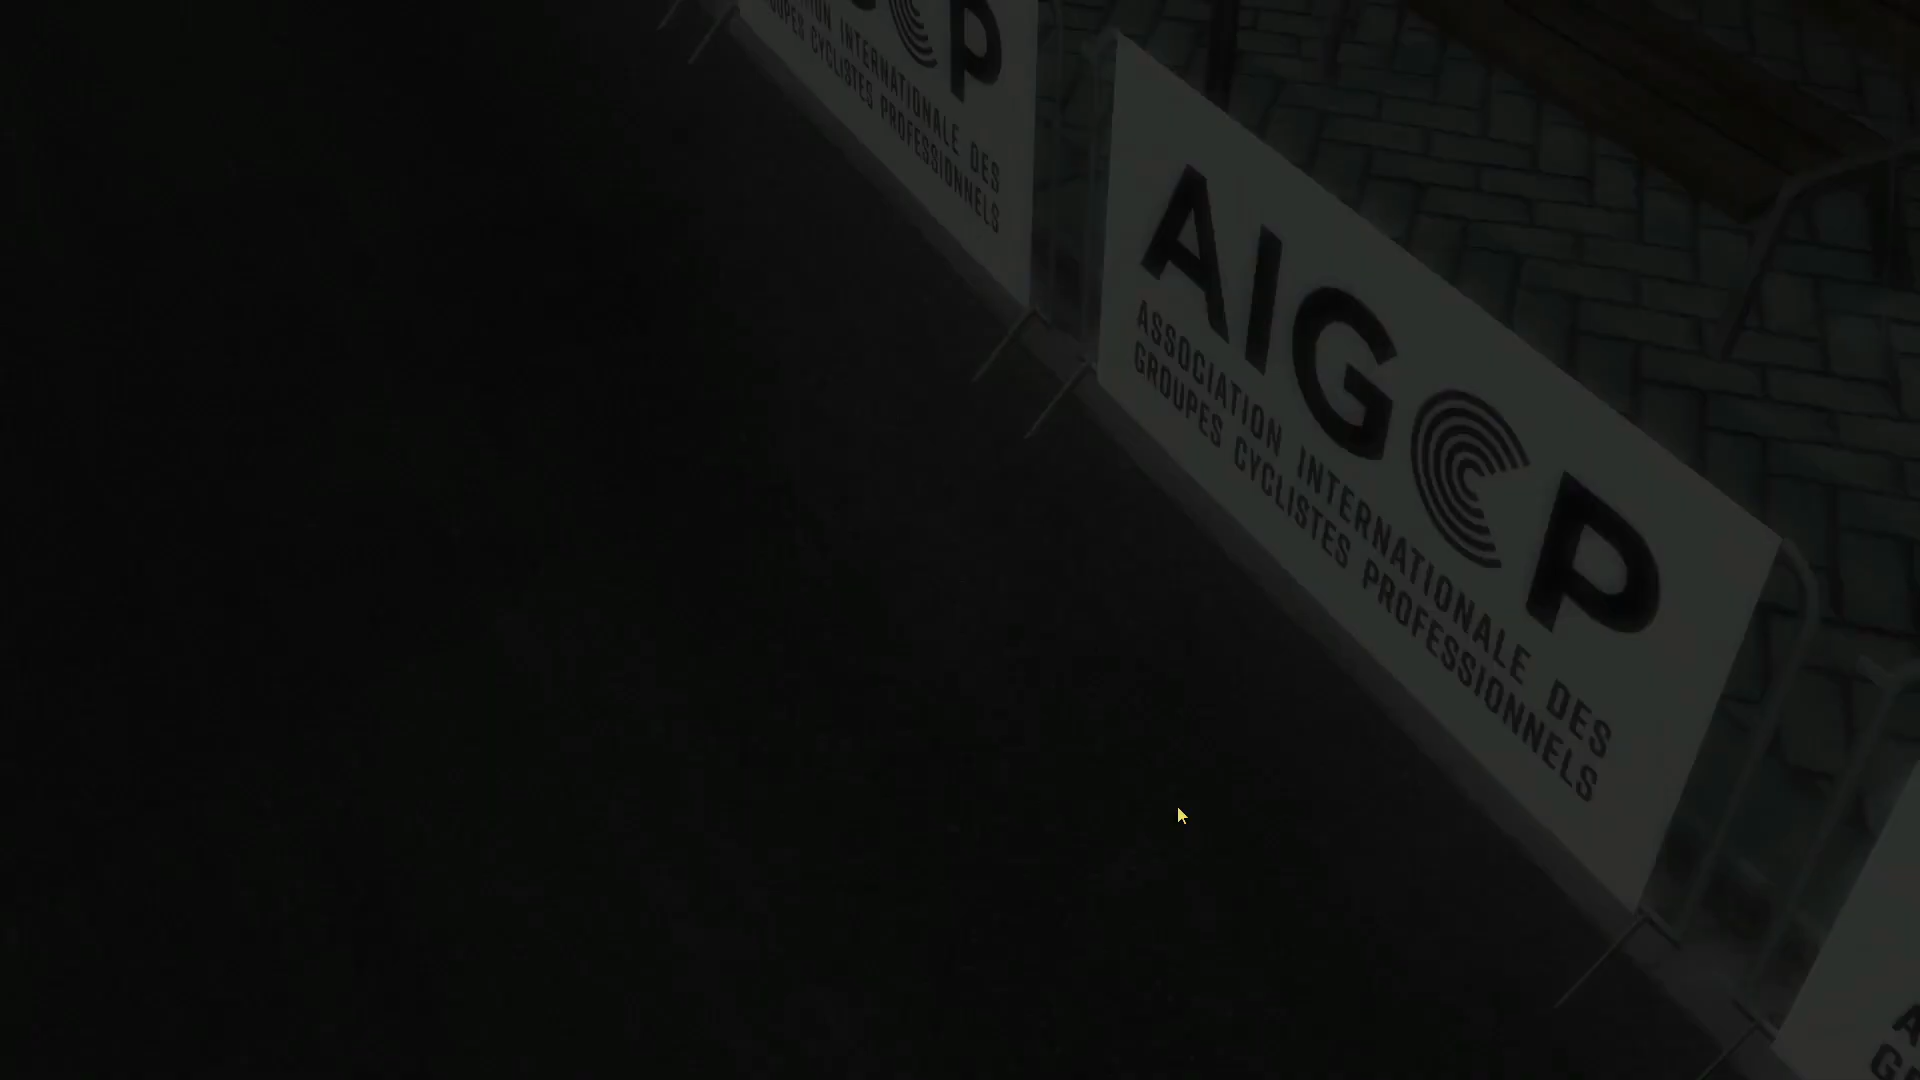 P
INTERNATIONALE DES
CYCLISTES PROFESSIONNELS
AIGCP
ASSOCIATION INTERNATIONALE DES
GROUPES CYCLISTES PROFESSIONNELS
A